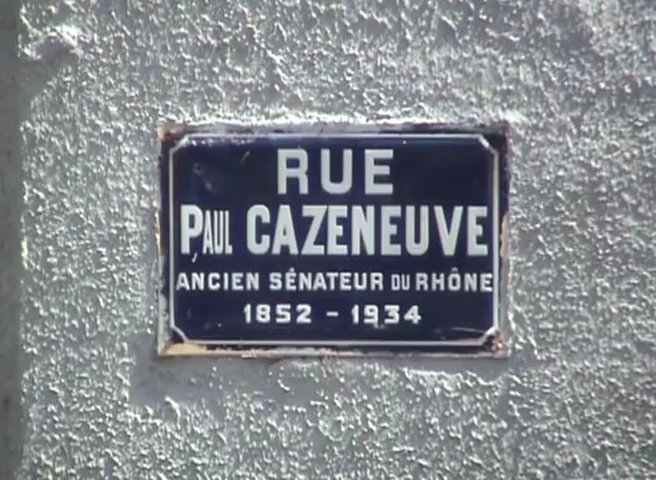 RUE
PAUL CAZENEUVE
ANCIEN SÉNATEUR DU RHÔNE
1852 - 1934